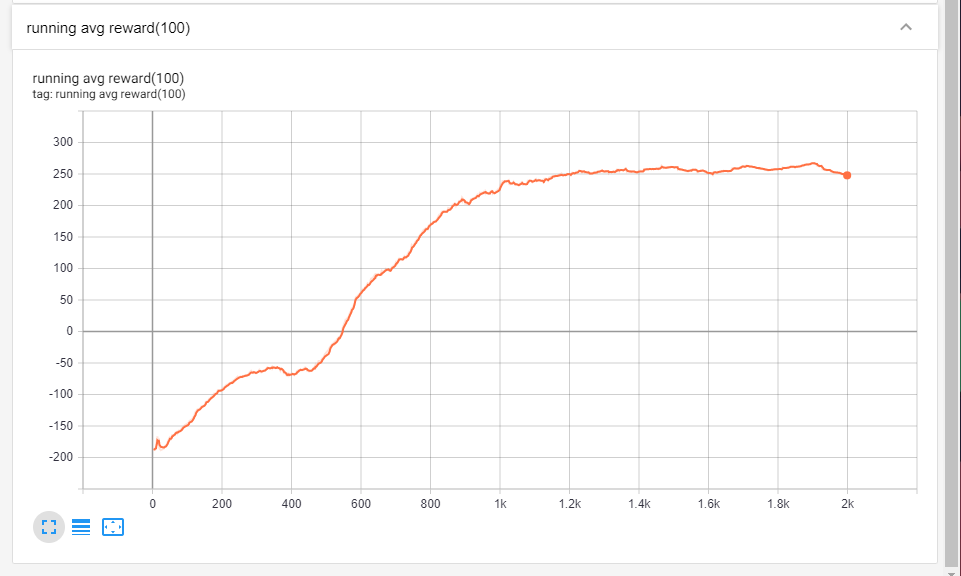 running avg reward(100)
running avg reward(100)
tag: running avg reward(100)
300
250
200
150
100
50
0
-50
-100
-150
-200
0 200 400 600 800 1k 1.2k 1.4k 1.6k 1.8k 2k